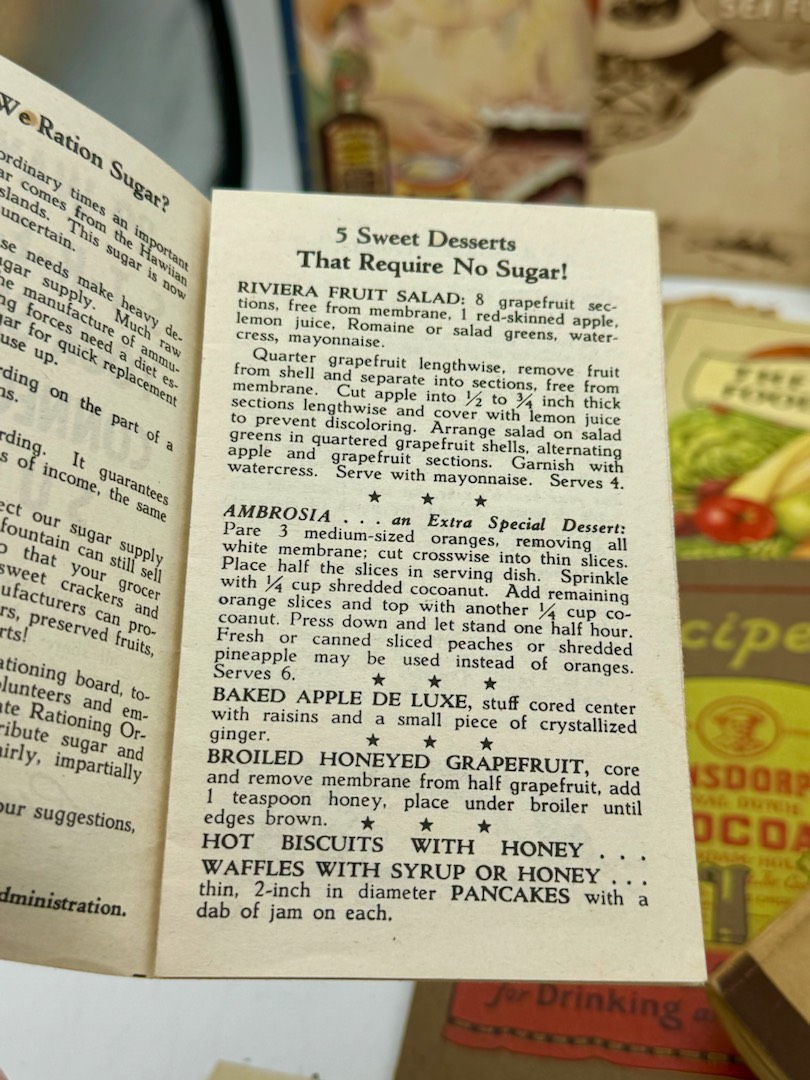 We Ration Sugar?
ordinary times an important
comes from the Hawiian
slands. This sugar is now
uncertain.
se needs make heavy de-
gar supply. Much raw
manufacture of ammu-
forces need a diet es-
for quick replacement
use up.
rding on the part of a
ns.
rding. It guarantees
s of income, the same
ect our sugar supply
fountain can still sell
that your grocer
sweet crackers and
ufacturers can pro-
rs, preserved fruits,
rts!
ationing board, to-
olunteers and em-
te Rationing Or-
ribute sugar and
airly, impartially
our suggestions,
dministration.
5 Sweet Desserts
That Require No Sugar!
RIVIERA FRUIT SALAD: 8 grapefruit sec-
tions, free from membrane, 1 red-skinned apple,
lemon juice, Romaine or salad greens, water-
cress, mayonnaise.
Quarter grapefruit lengthwise, remove fruit
from shell and separate into sections, free from
membrane. Cut apple into ½ to ¾ inch thick
sections lengthwise and cover with lemon juice
to prevent discoloring. Arrange salad on salad
greens in quartered grapefruit shells, alternating
apple and grapefruit sections. Garnish with
watercress. Serve with mayonnaise. Serves 4.
★ ★ ★
AMBROSIA . . . an Extra Special Dessert:
Pare 3 medium-sized oranges, removing all
white membrane; cut crosswise into thin slices.
Place half the slices in serving dish. Sprinkle
with ¼ cup shredded cocoanut. Add remaining
orange slices and top with another ¼ cup co-
coanut. Press down and let stand one half hour.
Fresh or canned sliced peaches or shredded
pineapple may be used instead of oranges.
Serves 6. ★ ★ ★
BAKED APPLE DE LUXE, stuff cored center
with raisins and a small piece of crystallized
ginger. ★ ★ ★
BROILED HONEYED GRAPEFRUIT, core
and remove membrane from half grapefruit, add
1 teaspoon honey, place under broiler until
edges brown. ★ ★ ★
HOT BISCUITS WITH HONEY . . .
WAFFLES WITH SYRUP OR HONEY . . .
thin, 2-inch in diameter PANCAKES with a
dab of jam on each.
SEA F
THE
FOO
cipe
NSDORP
OCOA
for Drinking a